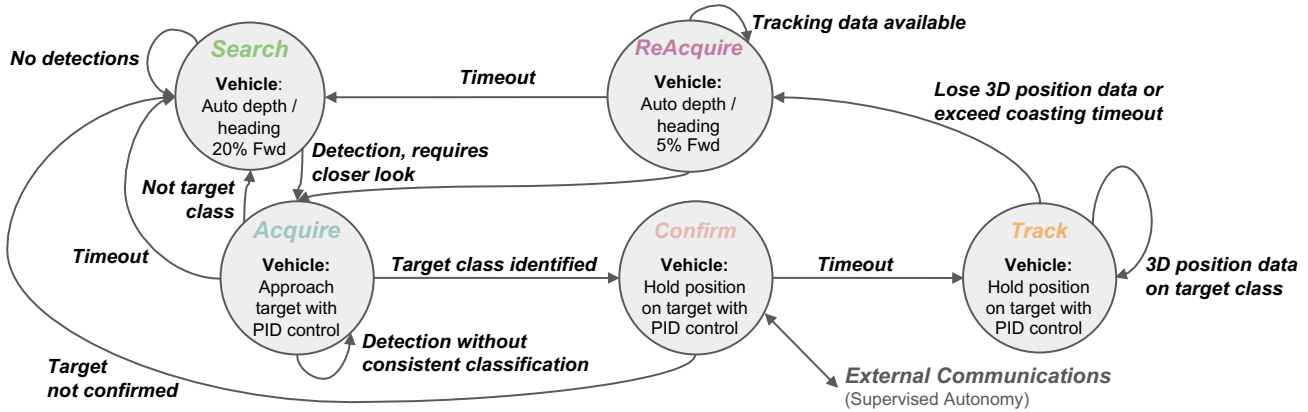 No detections
Search
Vehicle:
Auto depth /
heading
20% Fwd
Timeout
ReAcquire
Vehicle:
Auto depth /
heading
5% Fwd
Tracking data available
Lose 3D position data or
exceed coasting timeout
Detection, requires
closer look
Not target
class
Timeout
Acquire
Vehicle:
Approach
target with
PID control
Target class identified
Confirm
Vehicle:
Hold position
on target with
PID control
Timeout
Track
Vehicle:
Hold position
on target with
PID control
3D position data
on target class
Detection without
consistent classification
Target
not confirmed
External Communications
(Supervised Autonomy)